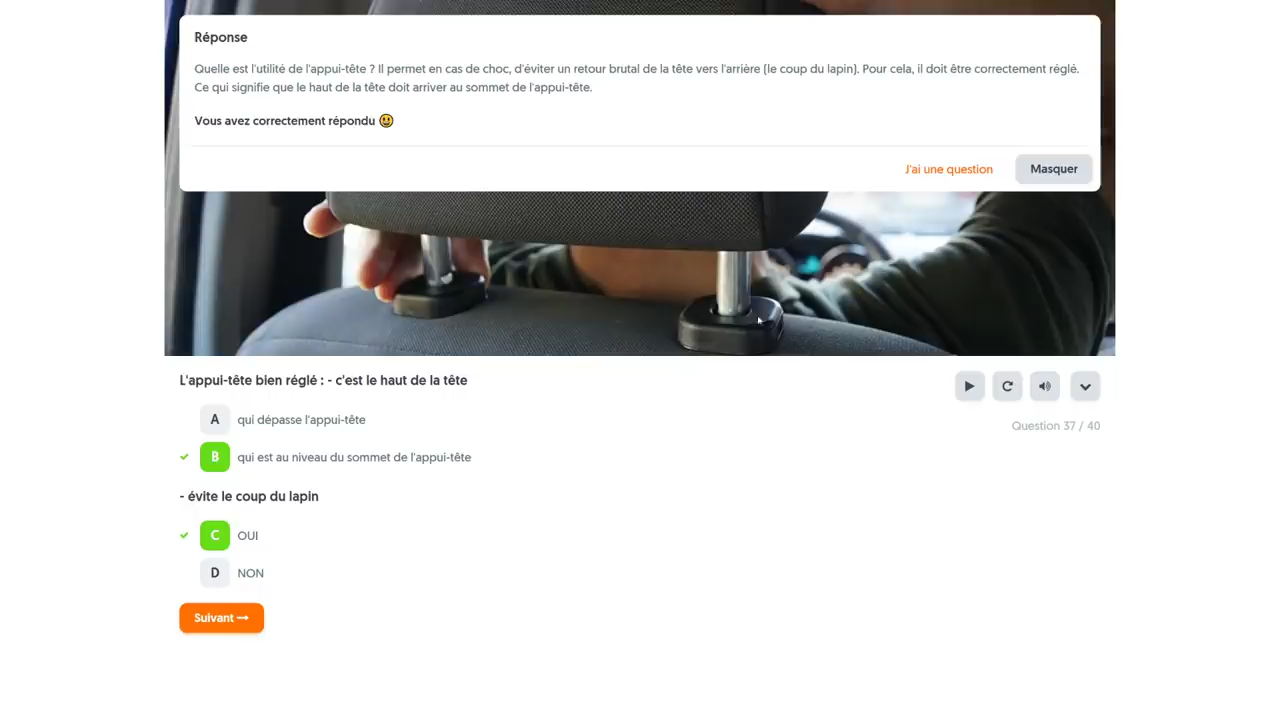 Réponse
Quelle est l'utilité de l'appui-tête ? Il permet en cas de choc, d'éviter un retour brutal de la tête vers l'arrière (le coup du lapin). Pour cela, il doit être correctement réglé.
Ce qui signifie que le haut de la tête doit arriver au sommet de l'appui-tête.
Vous avez correctement répondu 😃
J'ai une question
Masquer
L'appui-tête bien réglé : - c'est le haut de la tête
A qui dépasse l'appui-tête
Question 37 / 40
B qui est au niveau du sommet de l'appui-tête
- évite le coup du lapin
C OUI
D NON
Suivant →